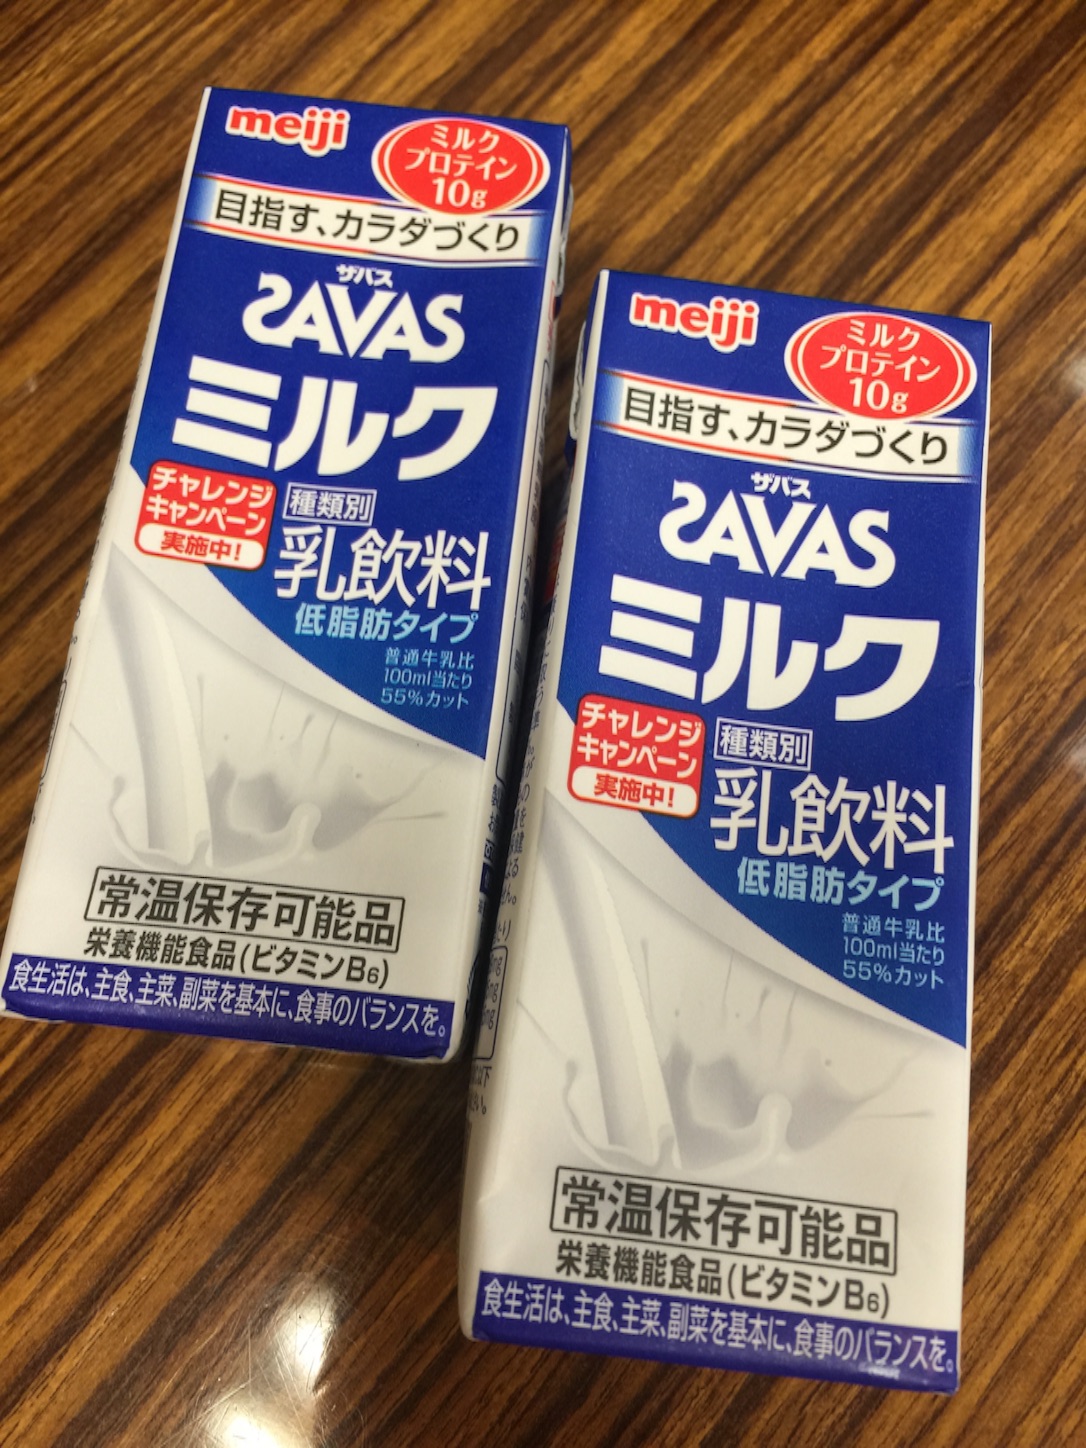 meiji
ミルク
プロテイン
10g
目指す、カラダづくり
ザバス
SAVAS
ミルク
チャレンジ
キャンペーン
実施中!
種類別
乳飲料
低脂肪タイプ
普通牛乳比
100ml当たり
55%カット
常温保存可能品
栄養機能食品(ビタミンB6)
食生活は、主食、主菜、副菜を基本に、食事のバランスを。
meiji
ミルク
プロテイン
10g
目指す、カラダづくり
ザバス
SAVAS
ミルク
チャレンジ
キャンペーン
実施中!
種類別
乳飲料
低脂肪タイプ
普通牛乳比
100ml当たり
55%カット
常温保存可能品
栄養機能食品(ビタミンB6)
食生活は、主食、主菜、副菜を基本に、食事のバランスを。